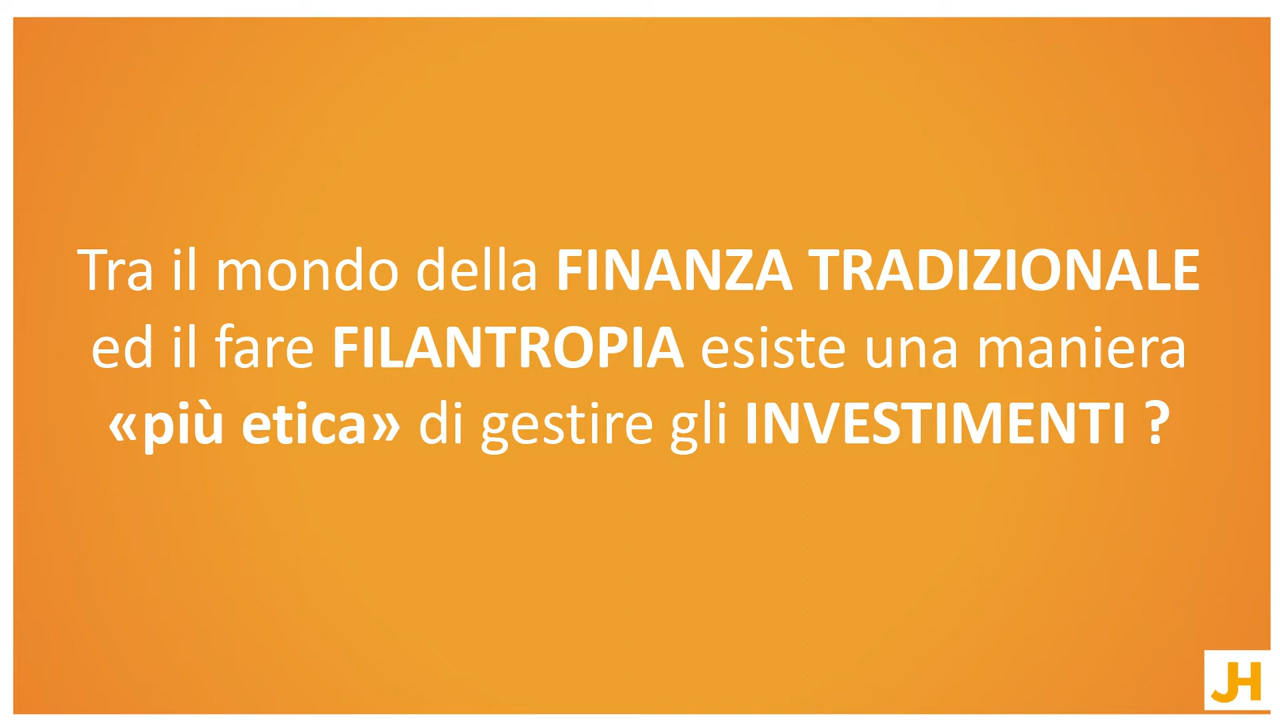 Tra il mondo della FINANZA TRADIZIONALE
ed il fare FILANTROPIA esiste una maniera
«più etica» di gestire gli INVESTIMENTI ?
JH